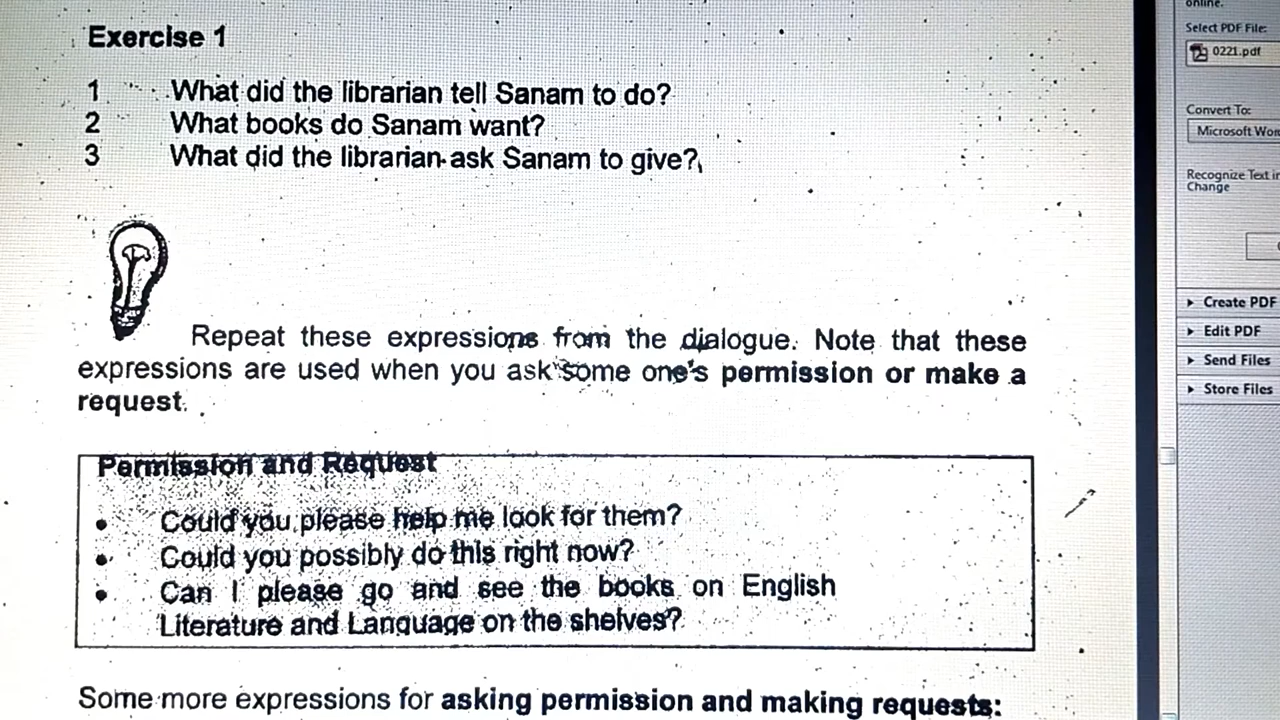 Exercise 1
1 What did the librarian tell Sanam to do?
2 What books do Sanam want?
3 What did the librarian ask Sanam to give?
Repeat these expressions from the dialogue. Note that these
expressions are used when you ask some one's permission or make a
request.
Permission and Request
• Could you please help me look for them?
• Could you possibly do this right now?
• Can I please go and see the books on English
Literature and Language on the shelves?
Some more expressions for asking permission and making requests:
online.
Select PDF File:
0221.pdf
Convert To:
Microsoft Wor
Recognize Text in
Change
Create PDF
Edit PDF
Send Files
Store Files